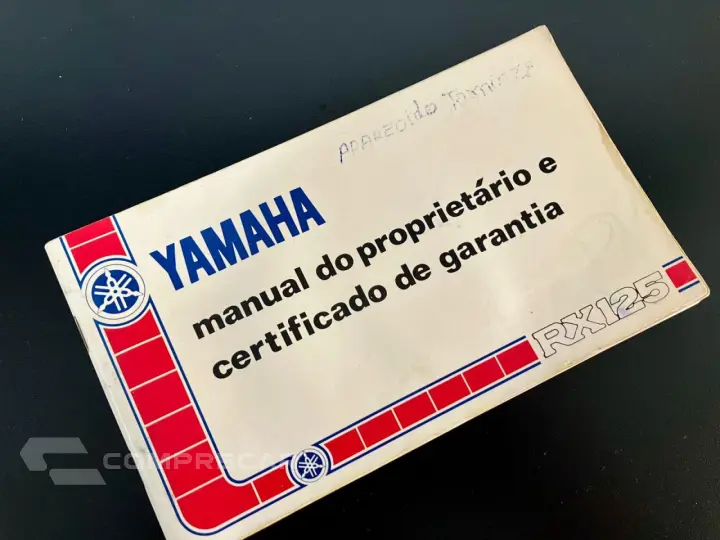 YAMAHA
manual do proprietário e
certificado de garantia
RX125